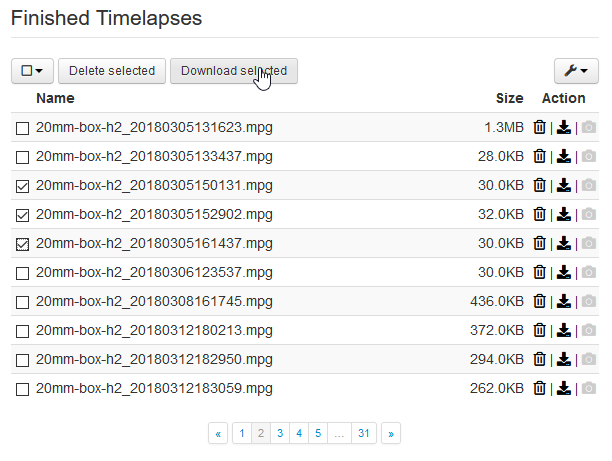 Finished Timelapses
Delete selected Download selected
Name Size Action
20mm-box-h2_20180305131623.mpg 1.3MB | |
20mm-box-h2_20180305133437.mpg 28.0KB | |
20mm-box-h2_20180305150131.mpg 30.0KB | |
20mm-box-h2_20180305152902.mpg 32.0KB | |
20mm-box-h2_20180305161437.mpg 30.0KB | |
20mm-box-h2_20180306123537.mpg 30.0KB | |
20mm-box-h2_20180308161745.mpg 436.0KB | |
20mm-box-h2_20180312180213.mpg 372.0KB | |
20mm-box-h2_20180312182950.mpg 294.0KB | |
20mm-box-h2_20180312183059.mpg 262.0KB | |
« 1 2 3 4 5 ... 31 »